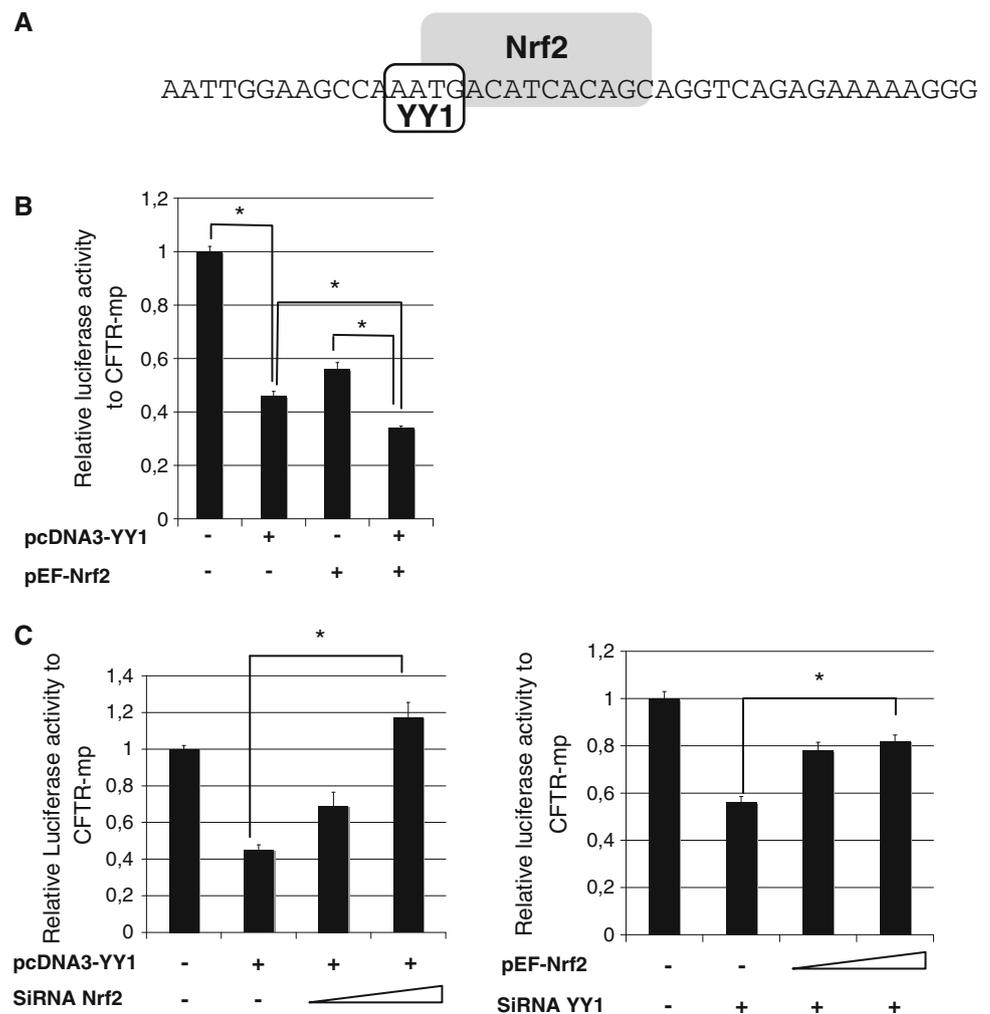 A
Nrf2
AATTGGAAGCCAAATGACATCACAGCAGGTCAGAGAAAAAGGG
YY1
B
Relative luciferase activity
to CFTR-mp
1,2
1
0,8
0,6
0,4
0,2
0
*
*
*
pcDNA3-YY1 - + - +
pEF-Nrf2 - - + +
C
Relative Luciferase activity to
CFTR-mp
1,4
1,2
1
0,8
0,6
0,4
0,2
0
*
pcDNA3-YY1 - + + +
SiRNA Nrf2 - -
Relative luciferase activity to
CFTR-mp
1,2
1
0,8
0,6
0,4
0,2
0
*
pEF-Nrf2 - -
SiRNA YY1 - + + +